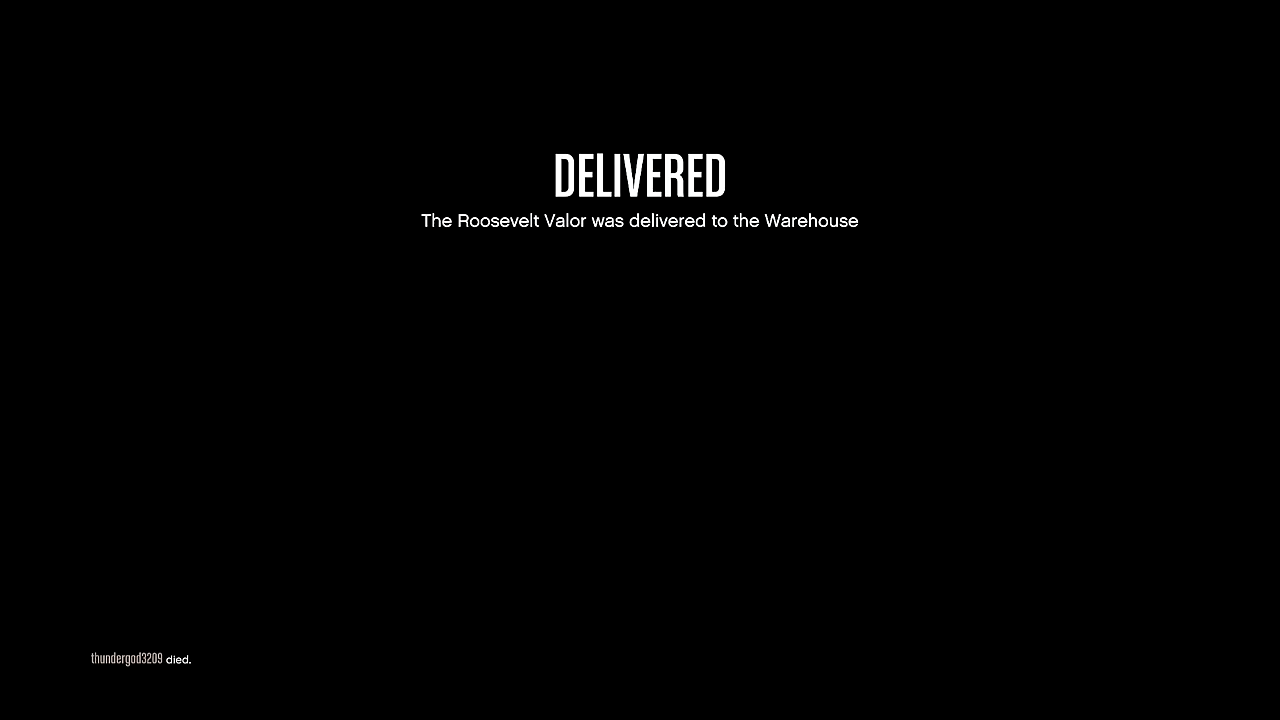 DELIVERED
The Roosevelt Valor was delivered to the Warehouse
thundergod3209 died.